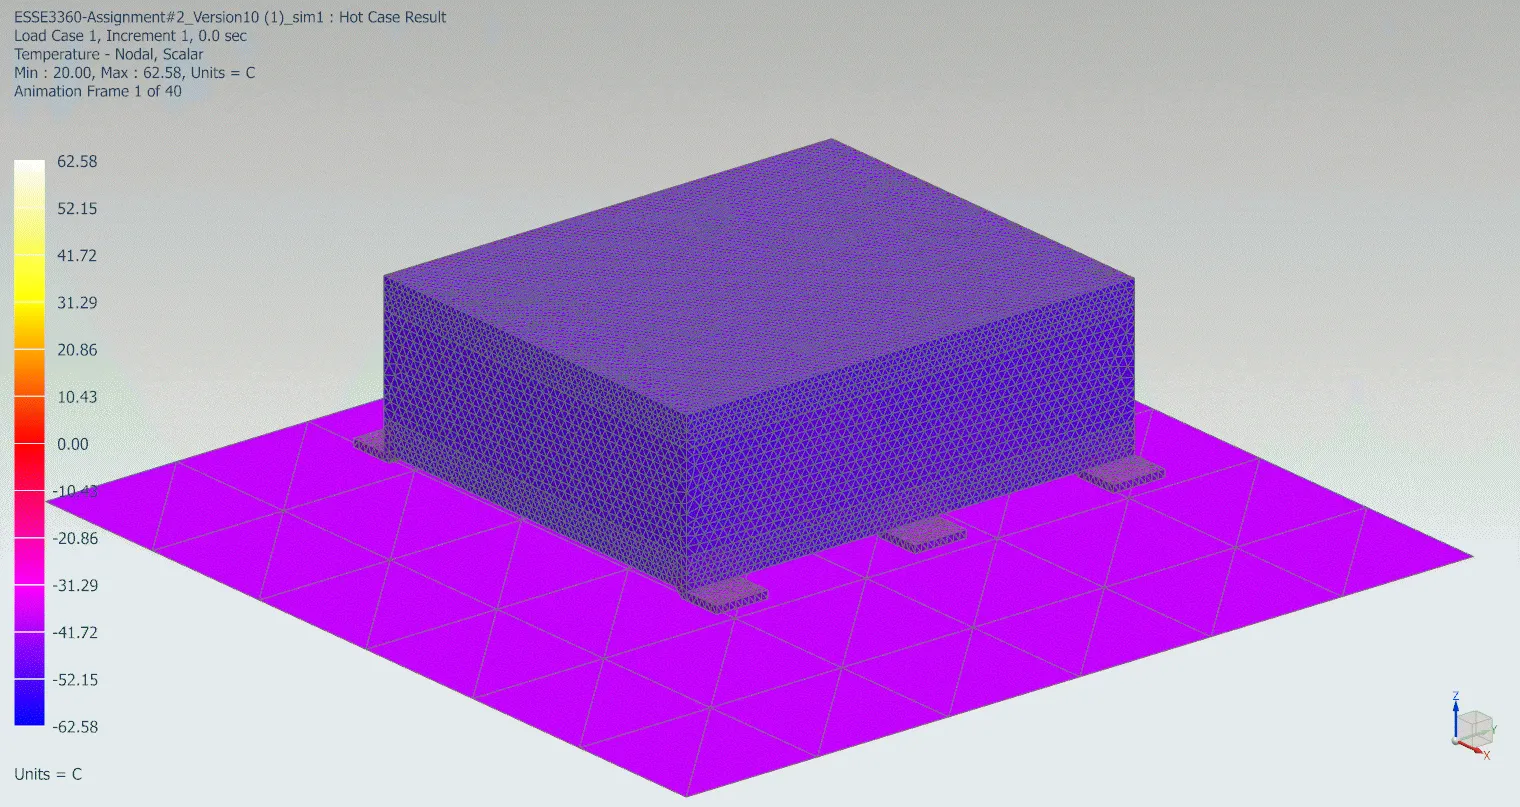 ESSE3360-Assignment#2_Version10 (1)_sim1 : Hot Case Result
Load Case 1, Increment 1, 0.0 sec
Temperature - Nodal, Scalar
Min : 20.00, Max : 62.58, Units = C
Animation Frame 1 of 40
62.58
52.15
41.72
31.29
20.86
10.43
0.00
-10.43
-20.86
-31.29
-41.72
-52.15
-62.58
Units = C
Z
Y
X